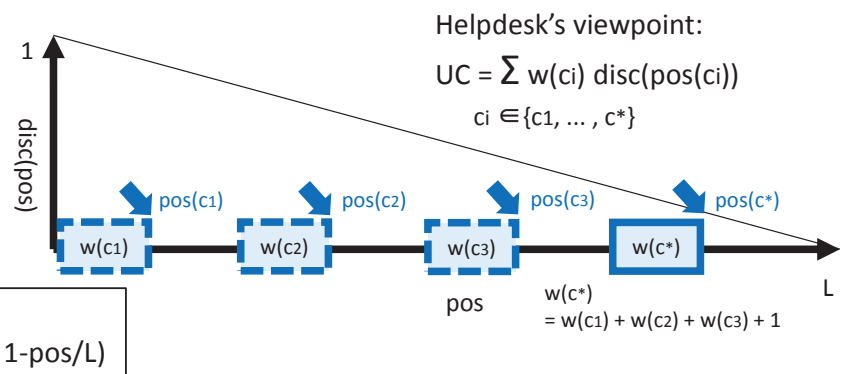 Helpdesk's viewpoint:
UC = Σ w(ci) disc(pos(ci))
ci ∈ {c1, ... , c*}
1
disc(pos)
pos(c1)
pos(c2)
pos(c3)
pos(c*)
w(c1)
w(c2)
w(c3)
w(c*)
L
pos
w(c*)
= w(c1) + w(c2) + w(c3) + 1
1-pos/L)